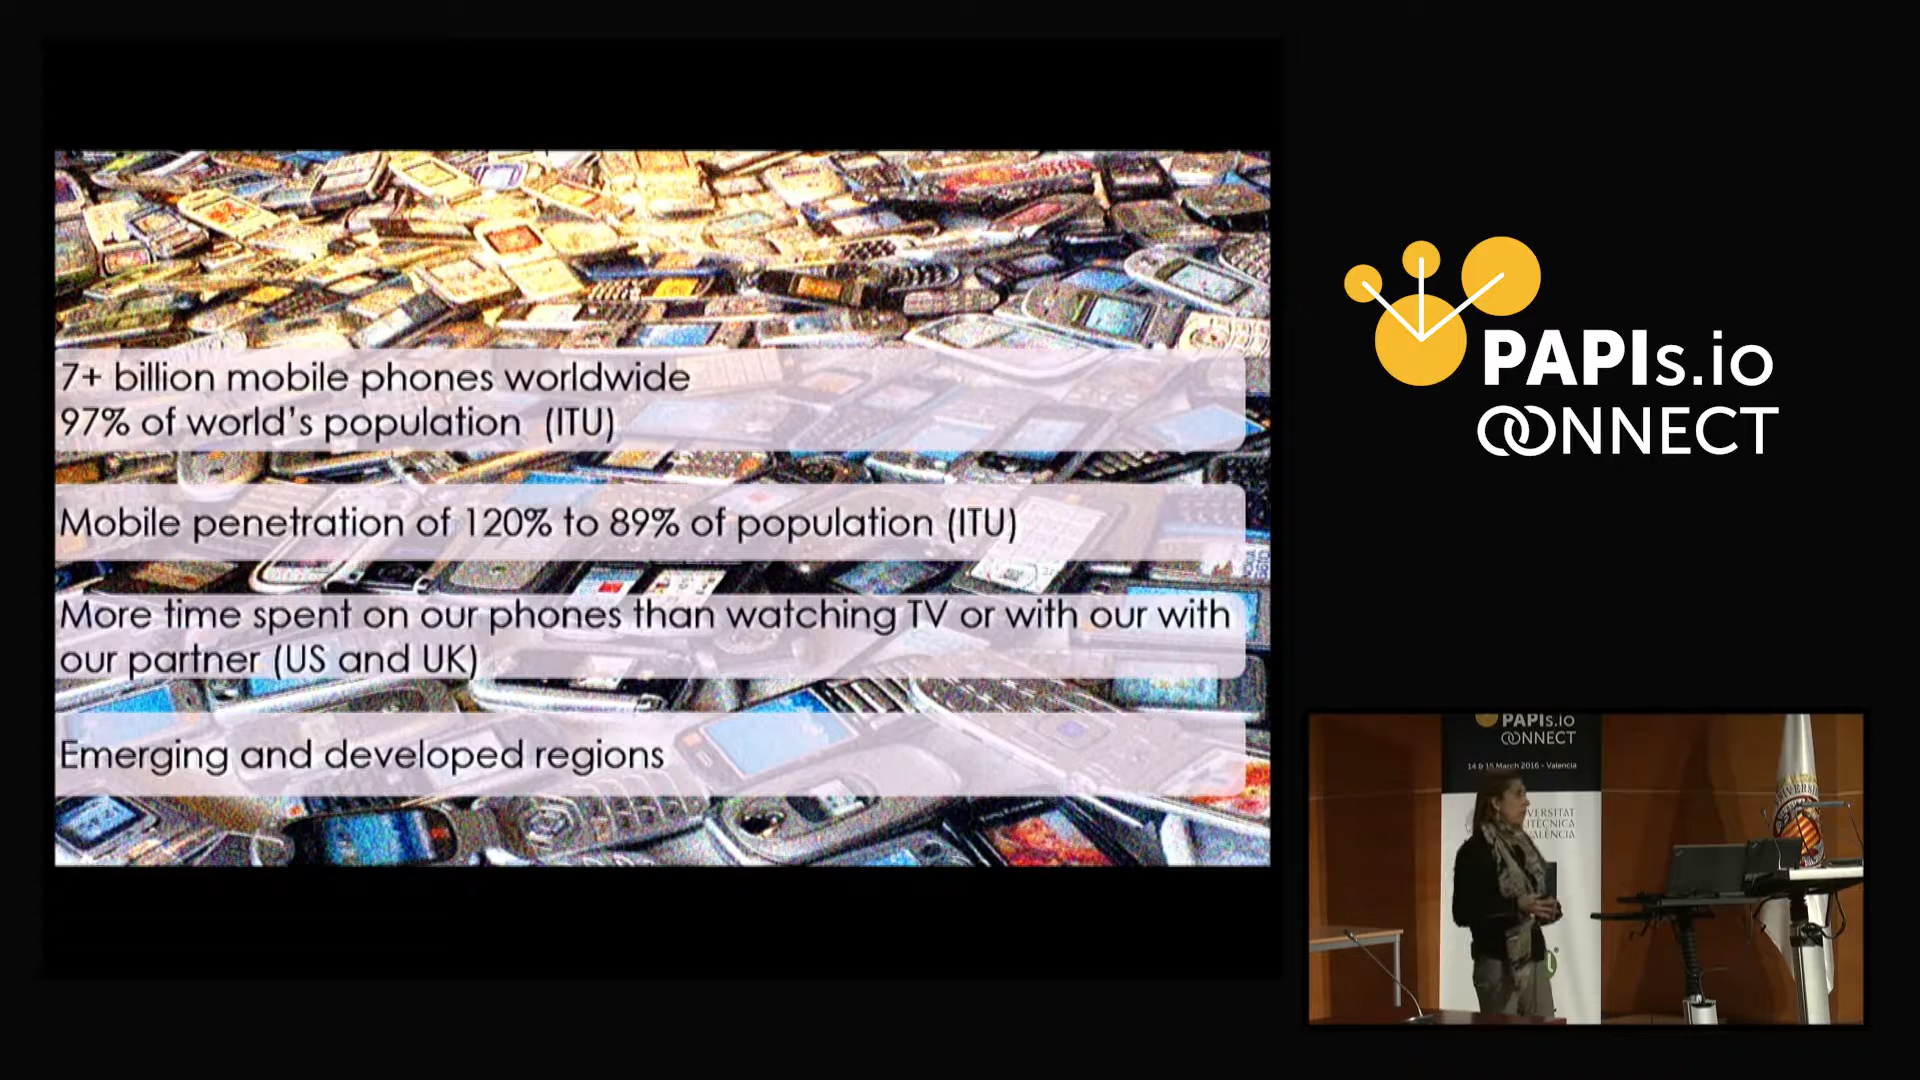 7+ billion mobile phones worldwide
97% of world's population (ITU)
Mobile penetration of 120% to 89% of population (ITU)
More time spent on our phones than watching TV or with our with
our partner (US and UK)
Emerging and developed regions
PAPIs.io
CONNECT
PAPIs.io
CONNECT
14 & 15 March 2016 - Valencia